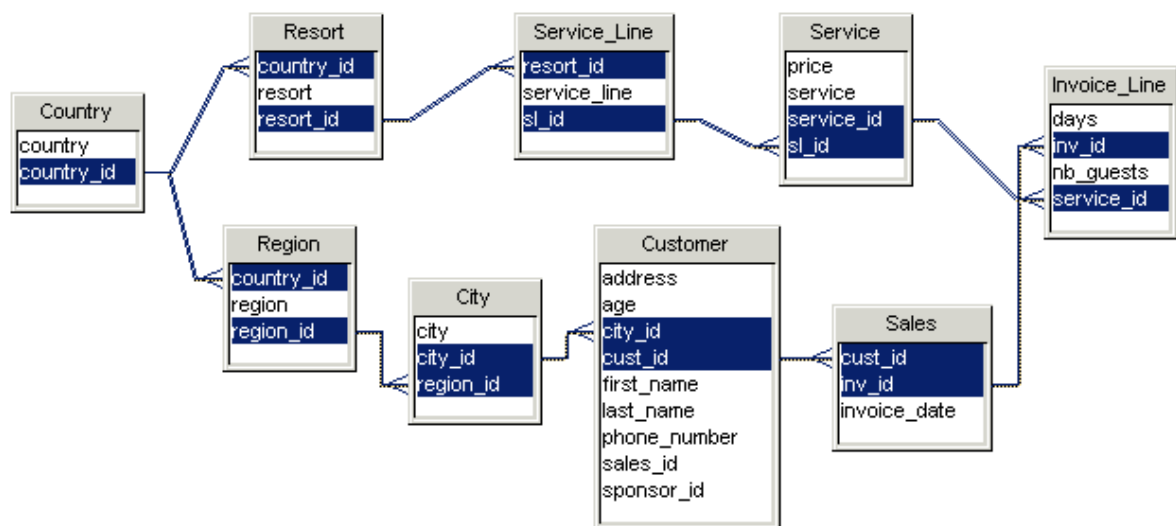 Country
country
country_id
Resort
country_id
resort
resort_id
Service_Line
resort_id
service_line
sl_id
Service
price
service
service_id
sl_id
Invoice_Line
days
inv_id
nb_guests
service_id
Region
country_id
region
region_id
City
city
city_id
region_id
Customer
address
age
city_id
cust_id
first_name
last_name
phone_number
sales_id
sponsor_id
Sales
cust_id
inv_id
invoice_date